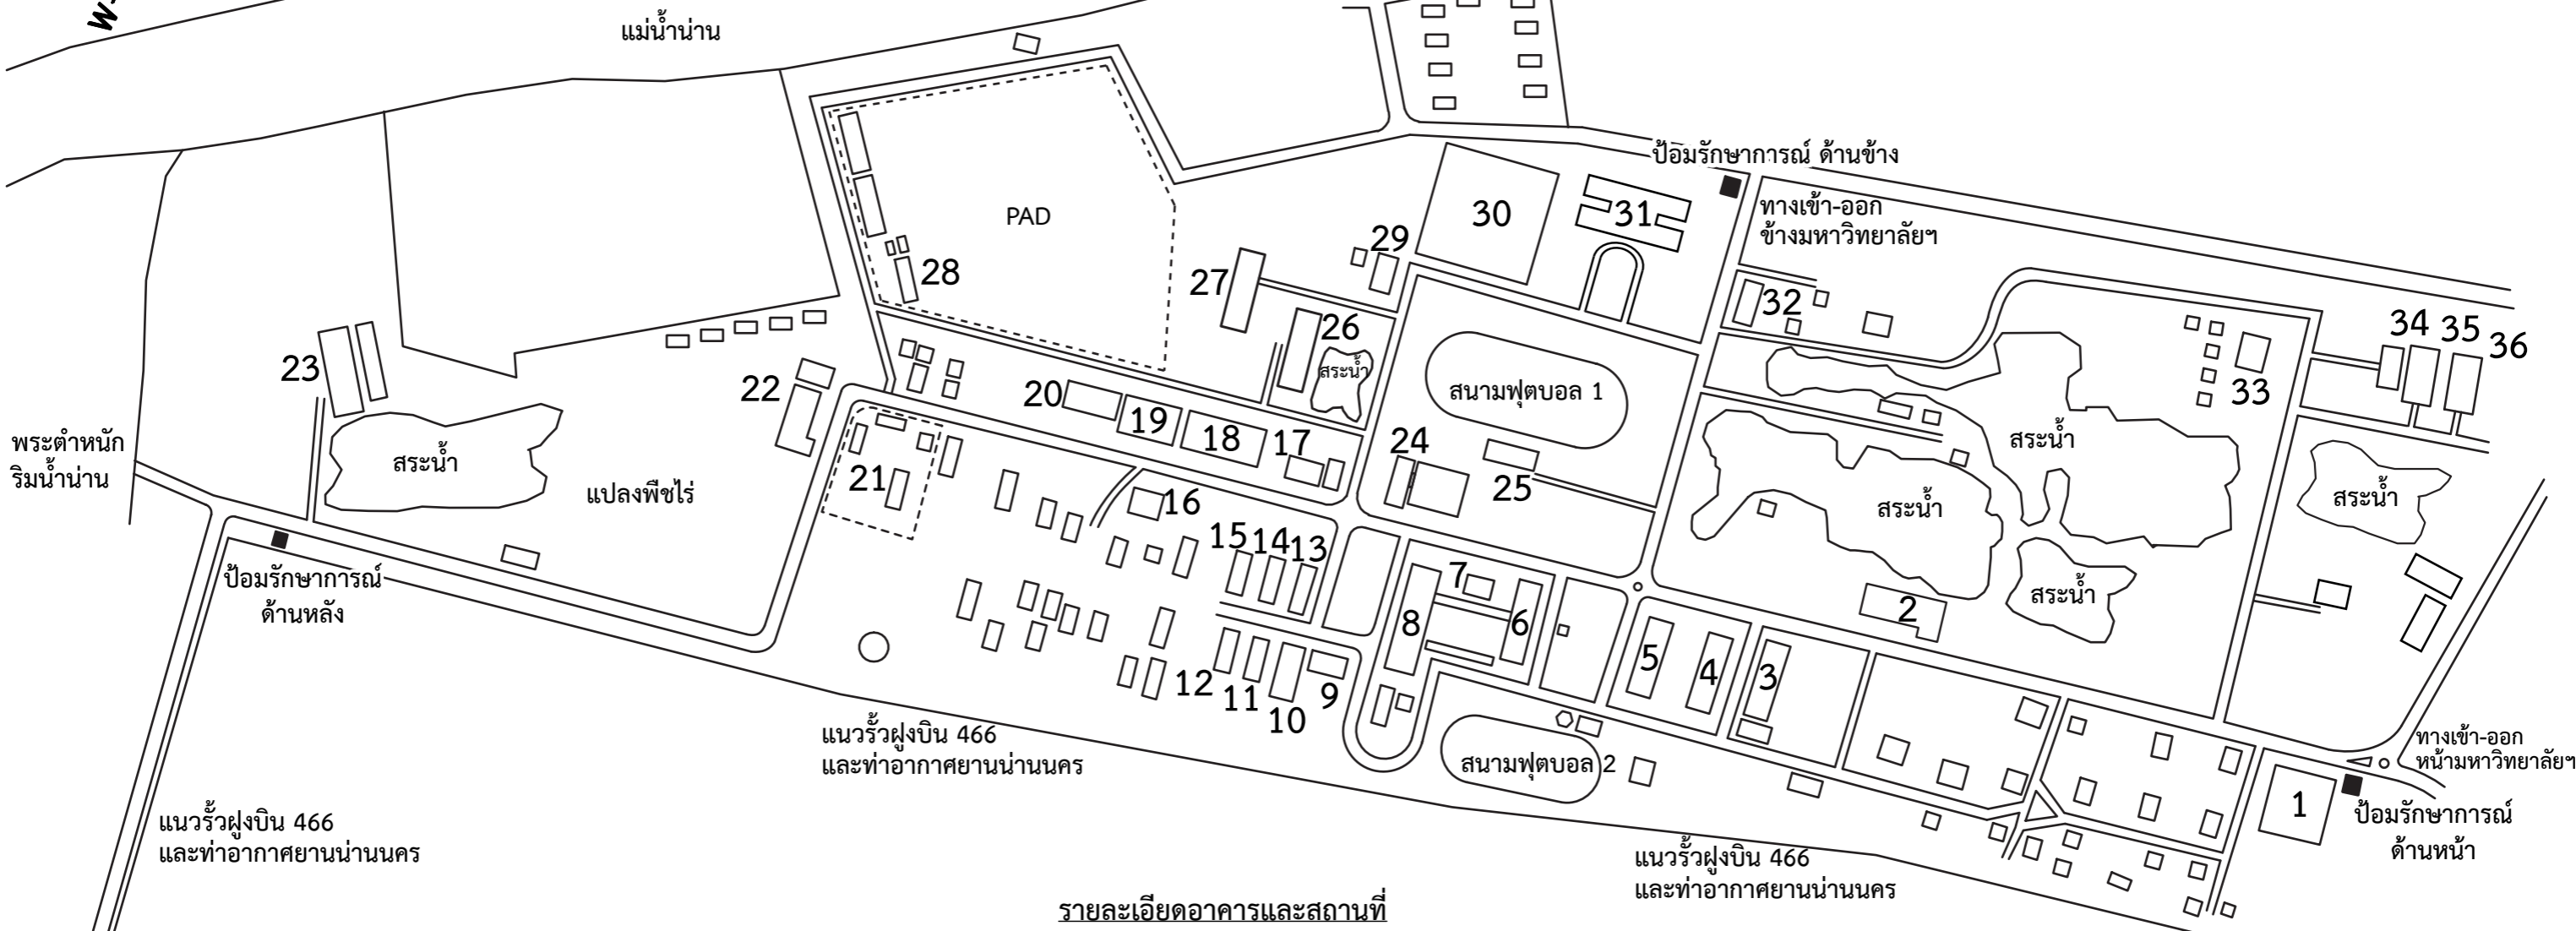 W
แม่น้ำน่าน
ป้อมรักษาการณ์ ด้านข้าง
ทางเข้า-ออก
ข้างมหาวิทยาลัยฯ
PAD
28
27
29
30
31
32
26
สระน้ำ
33
34
35
36
23
22
20
19
18
17
24
25
สนามฟุตบอล 1
สระน้ำ
สระน้ำ
สระน้ำ
สระน้ำ
พระตำหนัก
ริมน้ำน่าน
สระน้ำ
แปลงพืชไร่
21
16
15
14
13
7
8
6
5
4
3
2
12
11
10
9
ป้อมรักษาการณ์
ด้านหลัง
แนวรั้วฝูงบิน 466
และท่าอากาศยานน่านนคร
สนามฟุตบอล 2
ทางเข้า-ออก
หน้ามหาวิทยาลัยฯ
1
ป้อมรักษาการณ์
ด้านหน้า
แนวรั้วฝูงบิน 466
และท่าอากาศยานน่านนคร
แนวรั้วฝูงบิน 466
และท่าอากาศยานน่านนคร
รายละเอียดอาคารและสถานที่